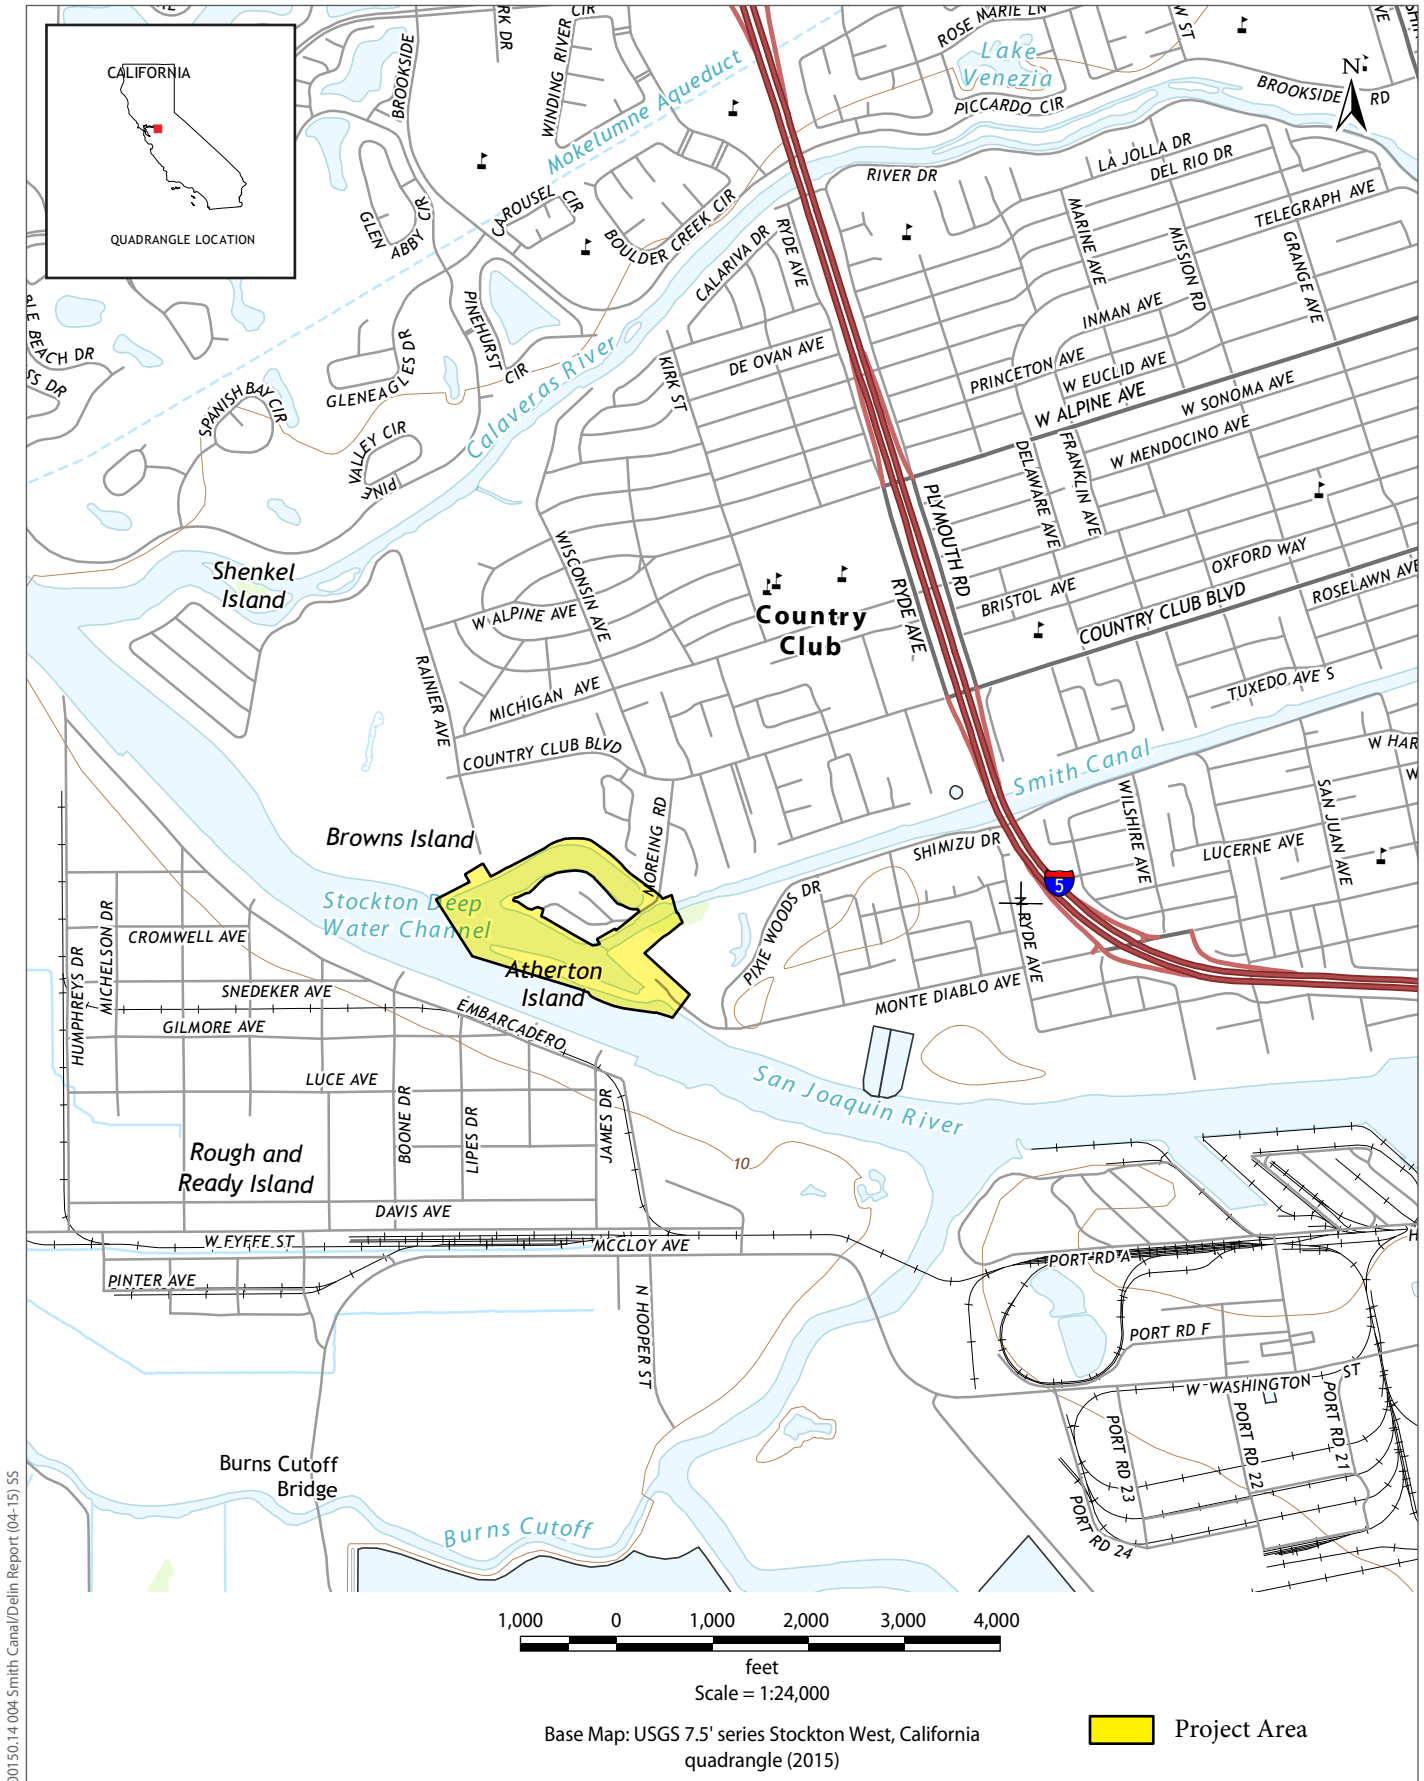 CALIFORNIA
QUADRANGLE LOCATION
RK DR
CIR
WINDING RIVER
BROOKSIDE
Mokelumne Aqueduct
ROSE MARIE LN
Lake
Venezia
PICCARDO CIR
W ST
VE
BROOKSIDE RD
N
RIVER DR
LA JOLLA DR
DEL RIO DR
TELEGRAPH AVE
MARINE AVE
MISSION RD
GRANGE AVE
GLEN ABBY CIR
CAROUSEL CIR
BOULDER CREEK CIR
CALARIVA DR
RYDE AVE
INMAN AVE
PINEHURST CIR
BLE BEACH DR
SS DR
GLENEAGLES DR
Calaveras River
KIRK ST
DE OVAN AVE
PRINCETON AVE
W EUCLID AVE
W ALPINE AVE
W SONOMA AVE
W MENDOCINO AVE
SPANISH BAY CIR
PINE VALLEY CIR
DELAWARE AVE
FRANKLIN AVE
PLYMOUTH RD
RYDE AVE
WISCONSIN AVE
OXFORD WAY
Shenkel
Island
W ALPINE AVE
Country
Club
BRISTOL AVE
COUNTRY CLUB BLVD
ROSELAWN AVE
RAINIER AVE
MICHIGAN AVE
TUXEDO AVE S
COUNTRY CLUB BLVD
Smith Canal
W HAR
W
WILSHIRE AVE
SAN JUAN AVE
MOREING RD
Browns Island
SHIMIZU DR
LUCERNE AVE
5
Stockton Deep
Water Channel
PIXIE WOODS DR
N RYDE AVE
HUMPHREYS DR
MICHELSON DR
CROMWELL AVE
Atherton
Island
MONTE DIABLO AVE
SNEDEKER AVE
EMBARCADERO
GILMORE AVE
LUCE AVE
BOONE DR
LIPES DR
JAMES DR
San Joaquin River
Rough and
Ready Island
10
DAVIS AVE
W FYFFE ST
MCCLOY AVE
PORT RD A
H
PINTER AVE
N HOOPER ST
PORT RD F
W WASHINGTON ST
PORT RD 23
PORT RD 22
PORT RD 21
PORT RD 24
Burns Cutoff
Bridge
Burns Cutoff
1,000 0 1,000 2,000 3,000 4,000
feet
Scale = 1:24,000
Base Map: USGS 7.5' series Stockton West, California
quadrangle (2015)
Project Area
00150.14 004 Smith Canal/Delin Report (04-15) SS